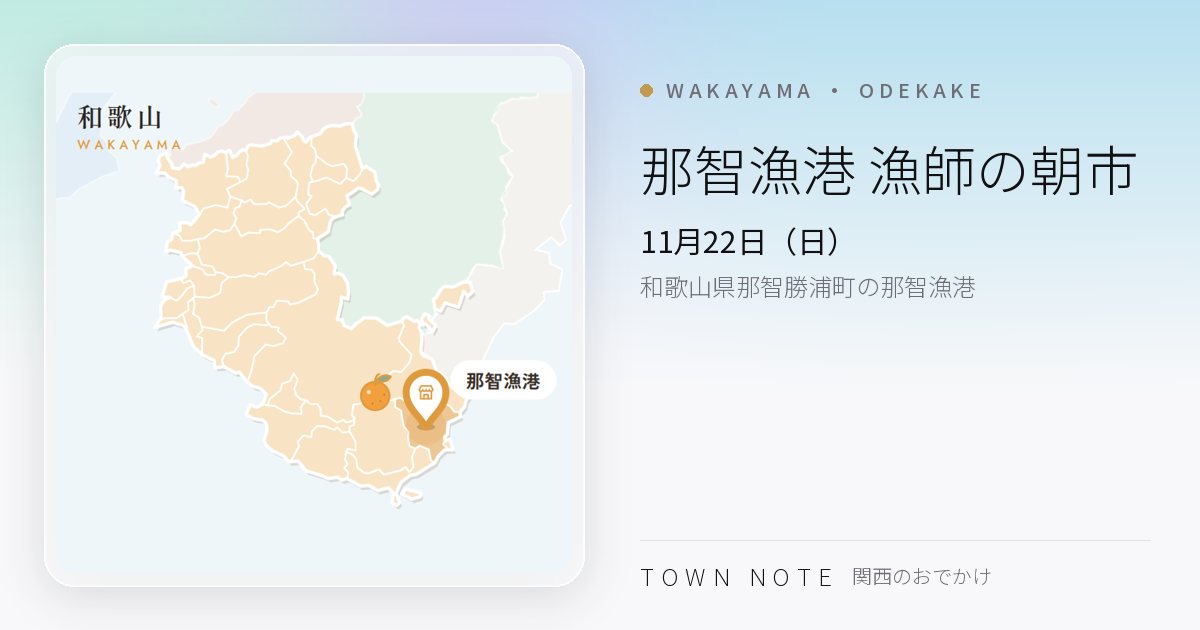 和歌山
WAKAYAMA
那智漁港
WAKAYAMA • ODEKAKE
那智漁港 漁師の朝市
11月22日（日）
和歌山県那智勝浦町の那智漁港
TOWN NOTE 関西のおでかけ